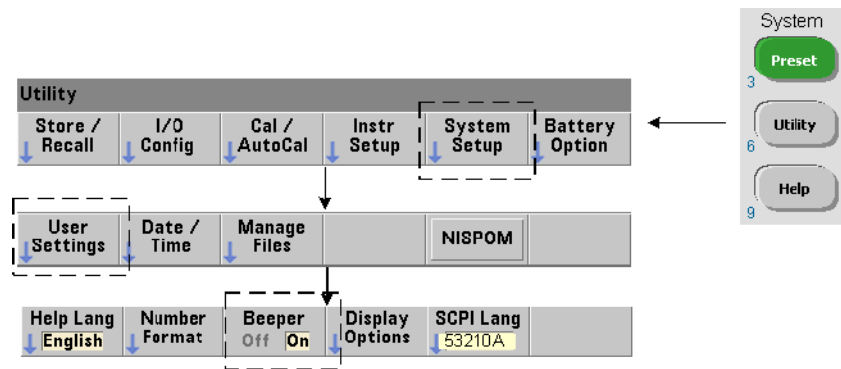 System
Preset
3
Utility
Store / Recall
I/O Config
Cal / AutoCal
Instr Setup
System Setup
Battery Option
Utility
6
Help
9
User Settings
Date / Time
Manage Files
NISPOM
Help Lang English
Number Format
Beeper Off On
Display Options
SCPI Lang 53210A